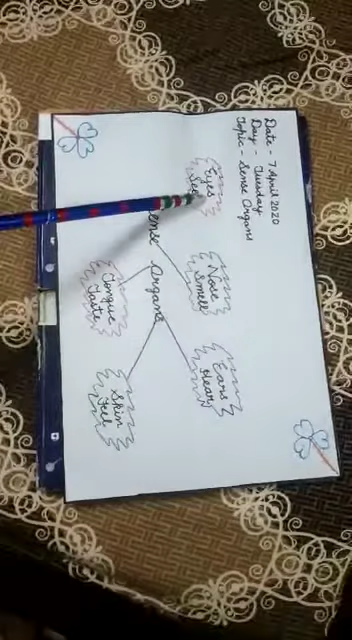 Date - 7 April 2020
Day - Tuesday
Topic - Sense Organs
Eyes
See
Nose
Smell
Ears
Hear
Sense Organs
Tongue
Taste
Skin
Feel